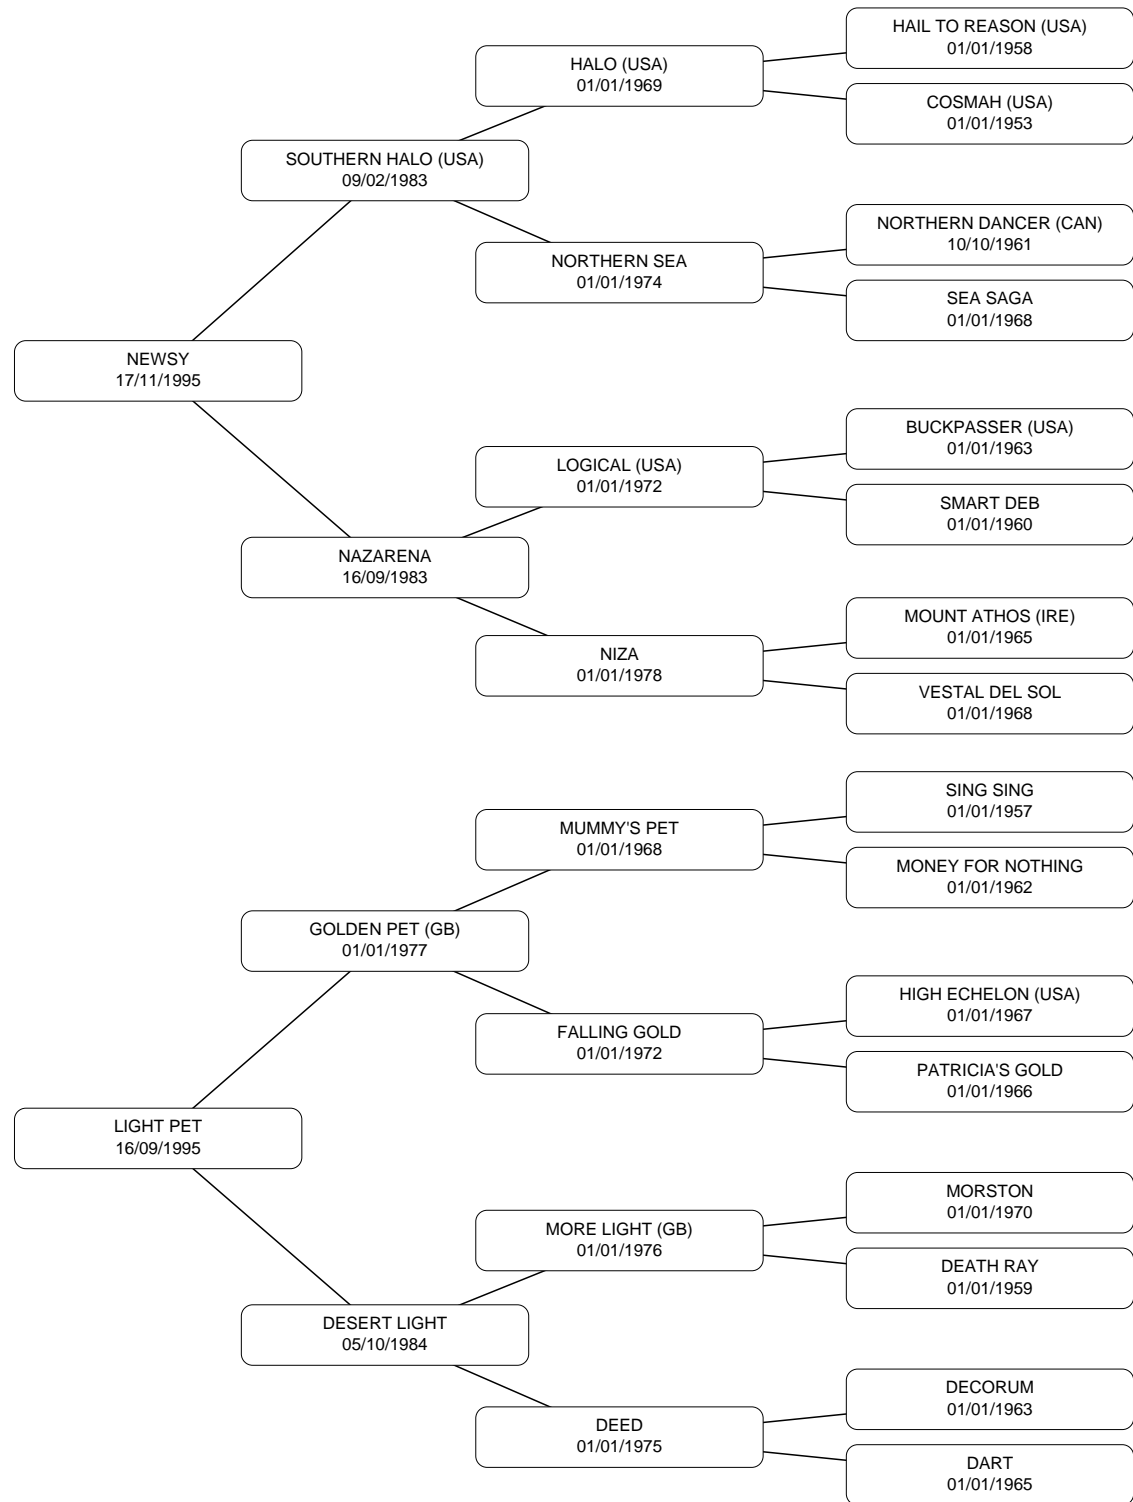 HAIL TO REASON (USA)
01/01/1958
HALO (USA)
01/01/1969
COSMAH (USA)
01/01/1953
SOUTHERN HALO (USA)
09/02/1983
NORTHERN DANCER (CAN)
10/10/1961
NORTHERN SEA
01/01/1974
SEA SAGA
01/01/1968
NEWSY
17/11/1995
BUCKPASSER (USA)
01/01/1963
LOGICAL (USA)
01/01/1972
SMART DEB
01/01/1960
NAZARENA
16/09/1983
MOUNT ATHOS (IRE)
01/01/1965
NIZA
01/01/1978
VESTAL DEL SOL
01/01/1968
SING SING
01/01/1957
MUMMY'S PET
01/01/1968
MONEY FOR NOTHING
01/01/1962
GOLDEN PET (GB)
01/01/1977
HIGH ECHELON (USA)
01/01/1967
FALLING GOLD
01/01/1972
PATRICIA'S GOLD
01/01/1966
LIGHT PET
16/09/1995
MORSTON
01/01/1970
MORE LIGHT (GB)
01/01/1976
DEATH RAY
01/01/1959
DESERT LIGHT
05/10/1984
DECORUM
01/01/1963
DEED
01/01/1975
DART
01/01/1965